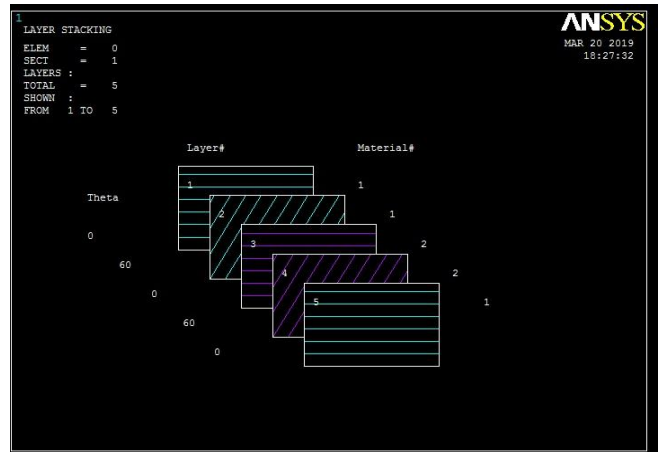 1
LAYER STACKING
ANSYS
MAR 20 2019
18:27:32
ELEM = 0
SECT = 1
LAYERS :
TOTAL = 5
SHOWN :
FROM 1 TO 5
Layer# Material#
1 1
Theta 2 1
0 3 2
60 4 2
0 5 1
60
0